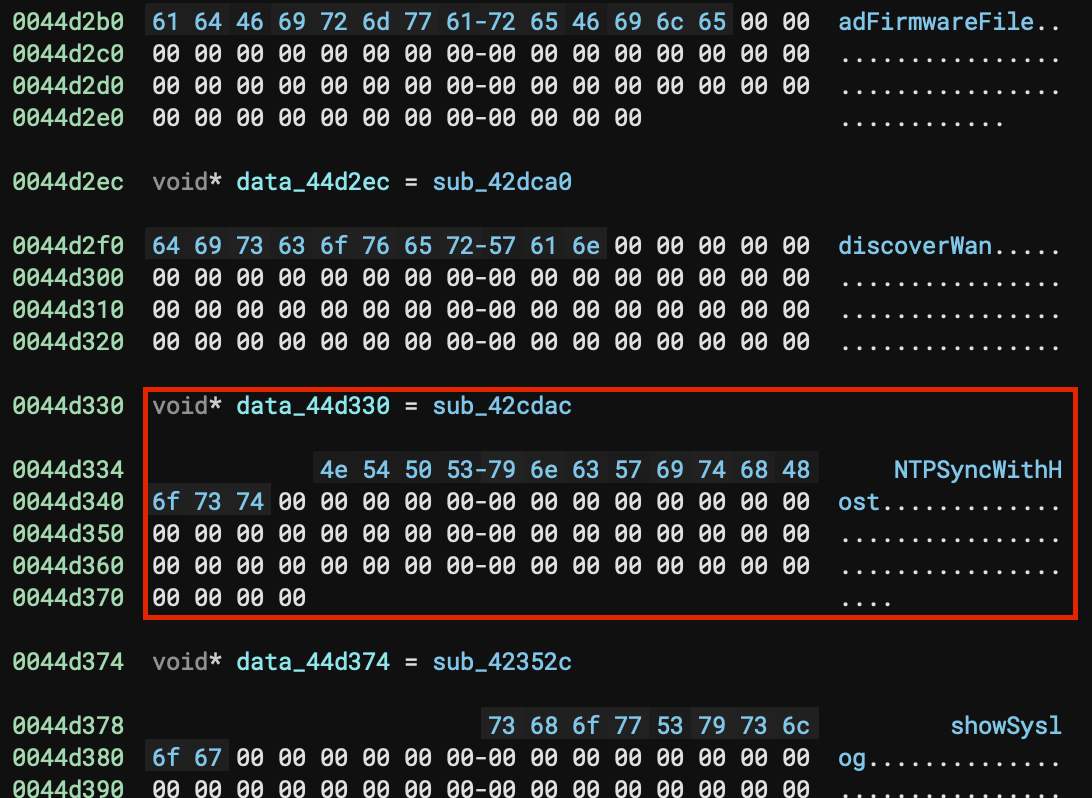 0044d2b0 61 64 46 69 72 6d 77 61-72 65 46 69 6c 65 00 00 adFirmwareFile..
0044d2c0 00 00 00 00 00 00 00 00-00 00 00 00 00 00 00 00 ................
0044d2d0 00 00 00 00 00 00 00 00-00 00 00 00 00 00 00 00 ................
0044d2e0 00 00 00 00 00 00 00 00-00 00 00 00 ............
0044d2ec void* data_44d2ec = sub_42dca0
0044d2f0 64 69 73 63 6f 76 65 72-57 61 6e 00 00 00 00 00 discoverWan.....
0044d300 00 00 00 00 00 00 00 00-00 00 00 00 00 00 00 00 ................
0044d310 00 00 00 00 00 00 00 00-00 00 00 00 00 00 00 00 ................
0044d320 00 00 00 00 00 00 00 00-00 00 00 00 00 00 00 00 ................
0044d330 void* data_44d330 = sub_42cdac
0044d334 4e 54 50 53-79 6e 63 57 69 74 68 48 NTPSyncWithH
0044d340 6f 73 74 00 00 00 00 00-00 00 00 00 00 00 00 00 ost.............
0044d350 00 00 00 00 00 00 00 00-00 00 00 00 00 00 00 00 ................
0044d360 00 00 00 00 00 00 00 00-00 00 00 00 00 00 00 00 ................
0044d370 00 00 00 00 ....
0044d374 void* data_44d374 = sub_42352c
0044d378 73 68 6f 77 53 79 73 6c showSysl
0044d380 6f 67 00 00 00 00 00 00-00 00 00 00 00 00 00 00 og..............
0044d390 00 00 00 00 00 00 00 00-00 00 00 00 00 00 00 00 ................